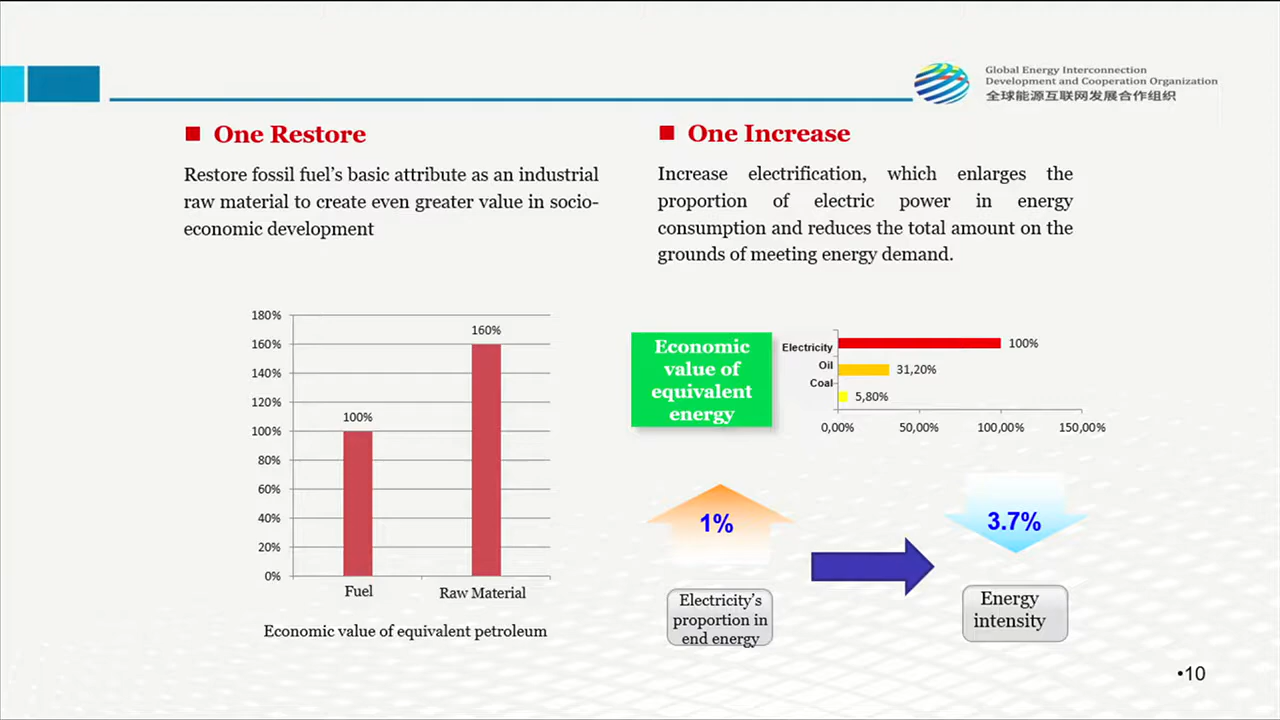 Global Energy Interconnection
Development and Cooperation Organization
全球能源互联网发展合作组织
One Restore
Restore fossil fuel's basic attribute as an industrial
raw material to create even greater value in socio-
economic development
180%
160%
140%
120%
100%
80%
60%
40%
20%
0%
100%
160%
Fuel
Raw Material
Economic value of equivalent petroleum
One Increase
Increase electrification, which enlarges the
proportion of electric power in energy
consumption and reduces the total amount on the
grounds of meeting energy demand.
Economic
value of
equivalent
energy
Electricity
Oil
Coal
100%
31,20%
5,80%
0,00%
50,00%
100,00%
150,00%
1%
Electricity's
proportion in
end energy
3.7%
Energy
intensity
•10